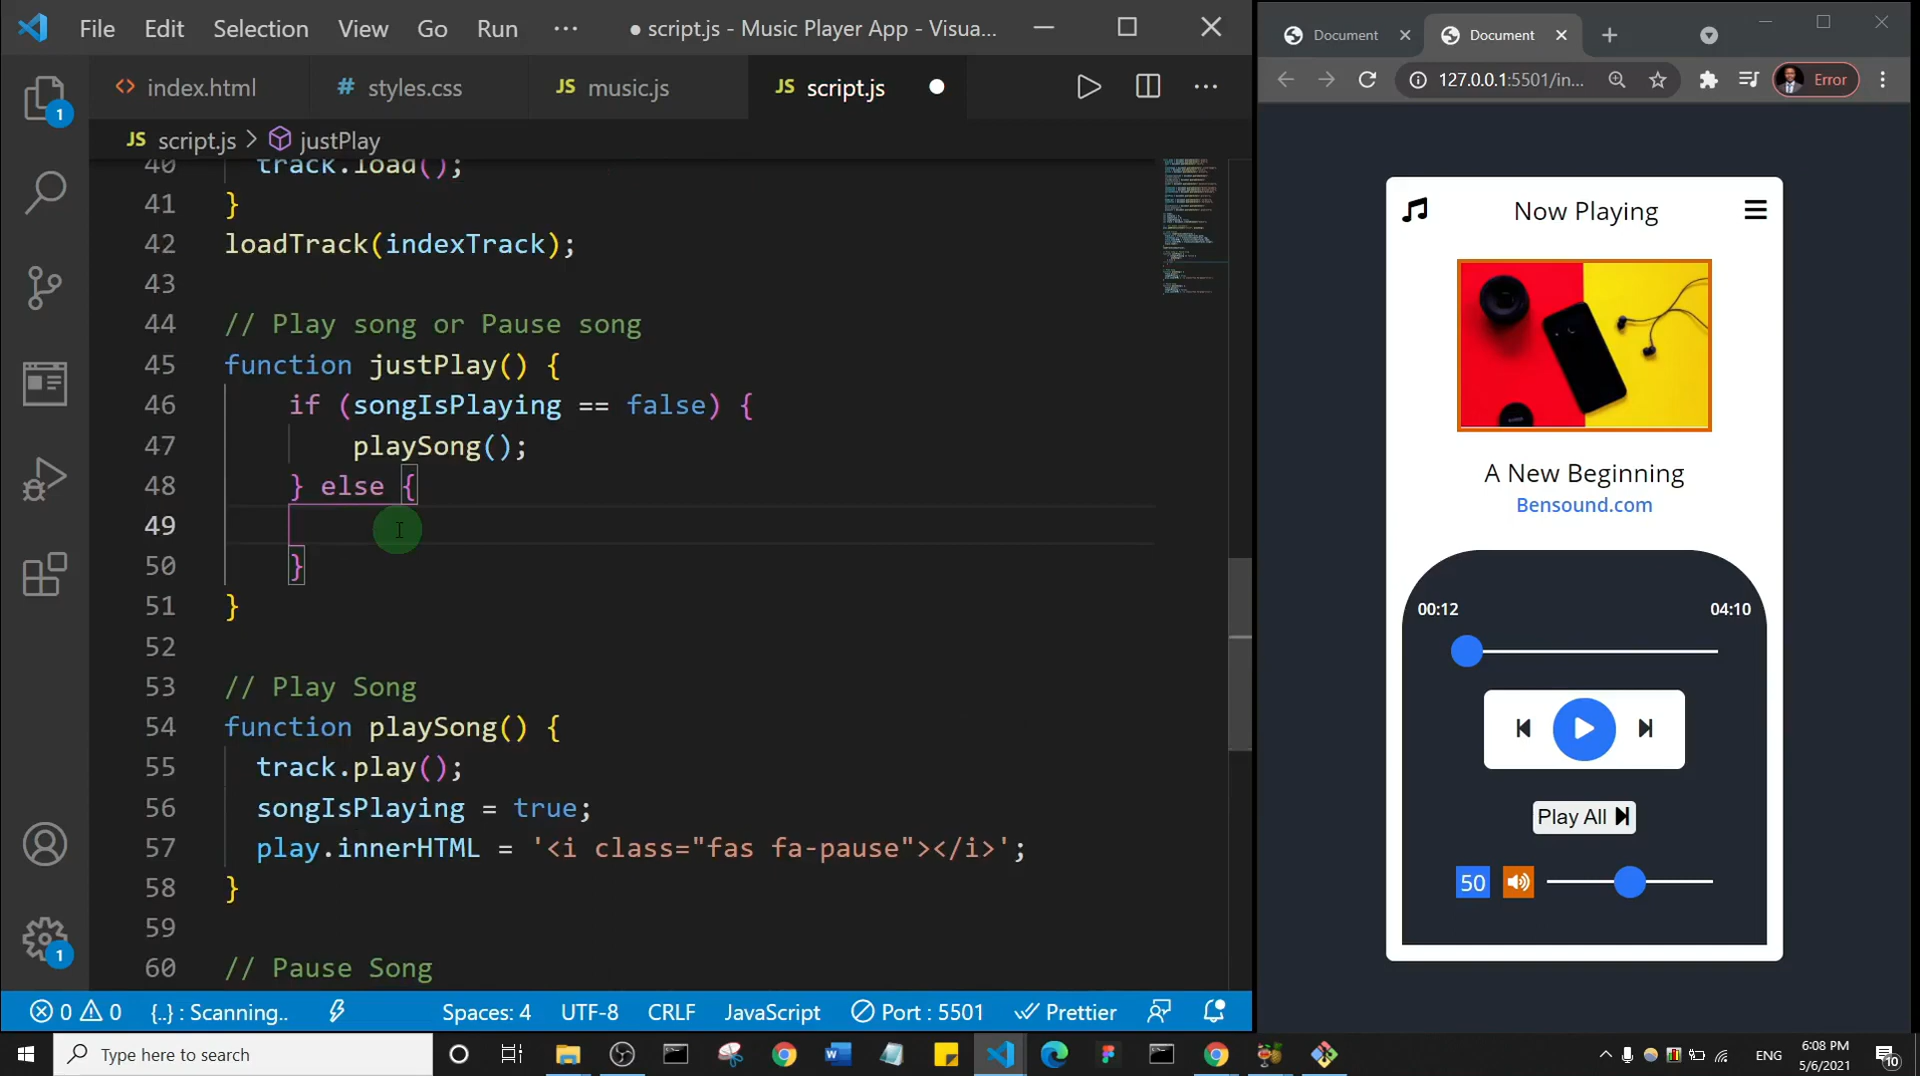 File Edit Selection View Go Run ··· ● script.js - Music Player App - Visua...
index.html styles.css JS music.js JS script.js
JS script.js > justPlay
40 track.load();
41 }
42 loadTrack(indexTrack);
43
44 // Play song or Pause song
45 function justPlay() {
46 if (songIsPlaying == false) {
47 playSong();
48 } else {
49
50 }
51 }
52
53 // Play Song
54 function playSong() {
55 track.play();
56 songIsPlaying = true;
57 play.innerHTML = '<i class="fas fa-pause"></i>';
58 }
59
60 // Pause Song
1
1
0 0 {..} : Scanning.. Spaces: 4 UTF-8 CRLF JavaScript Port : 5501 Prettier
Document Document
127.0.0.1:5501/in... Error
Now Playing
A New Beginning
Bensound.com
00:12 04:10
Play All
50
Type here to search
ENG
6:08 PM
5/6/2021
10